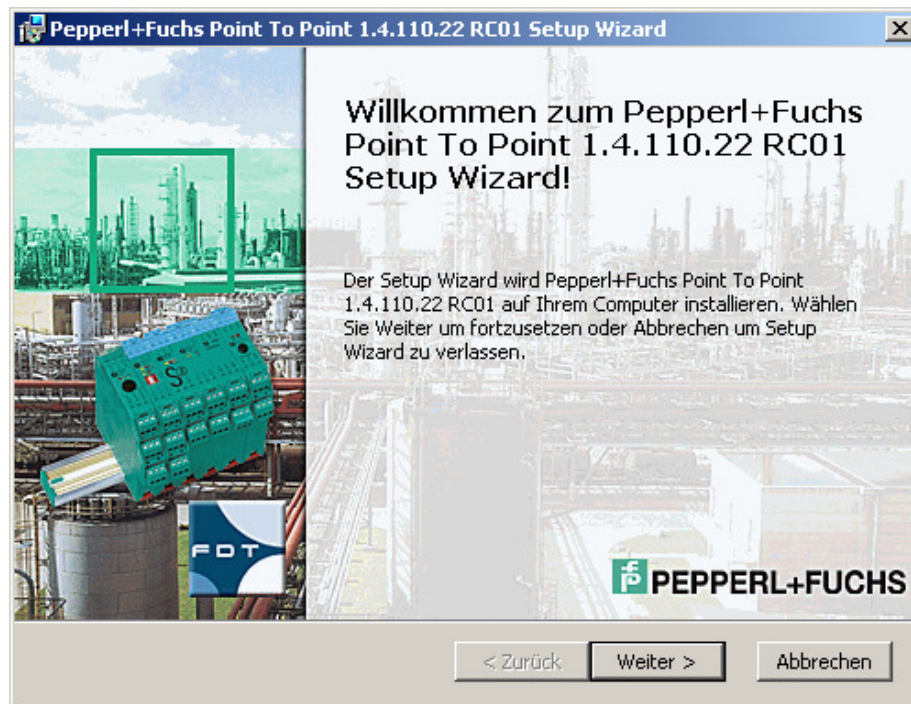 Pepperl+Fuchs Point To Point 1.4.110.22 RC01 Setup Wizard
Willkommen zum Pepperl+Fuchs
Point To Point 1.4.110.22 RC01
Setup Wizard!
Der Setup Wizard wird Pepperl+Fuchs Point To Point
1.4.110.22 RC01 auf Ihrem Computer installieren. Wählen
Sie Weiter um fortzusetzen oder Abbrechen um Setup
Wizard zu verlassen.
FDT
PEPPERL+FUCHS
< Zurück
Weiter >
Abbrechen